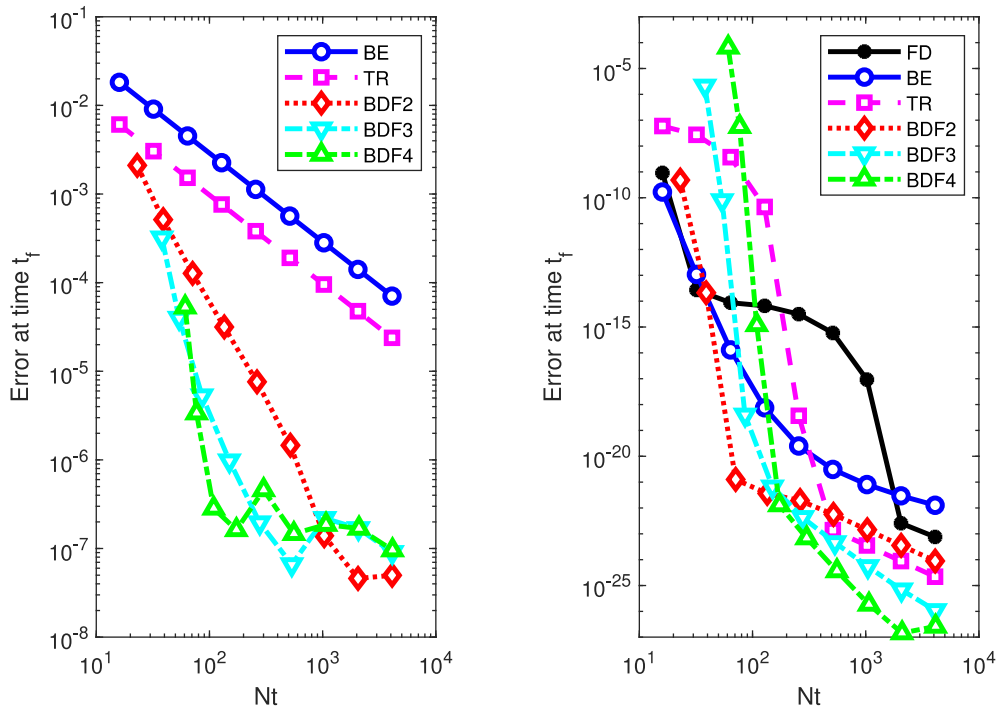 10^-1
10^-2
10^-3
10^-4
10^-5
10^-6
10^-7
10^-8
Error at time t_f
10^1
10^2
10^3
10^4
Nt
BE
TR
BDF2
BDF3
BDF4
10^-5
10^-10
10^-15
10^-20
10^-25
Error at time t_f
10^1
10^2
10^3
10^4
Nt
FD
BE
TR
BDF2
BDF3
BDF4